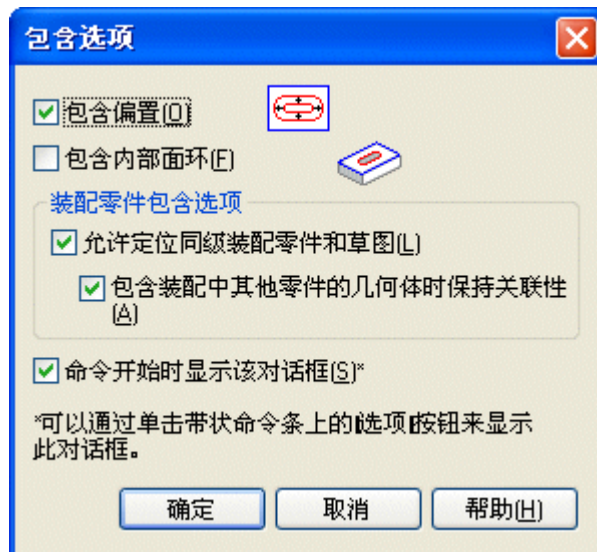 包含选项
包含偏置(O)
包含内部面环(F)
装配零件包含选项
允许定位同级装配零件和草图(L)
包含装配中其他零件的几何体时保持关联性
(A)
命令开始时显示该对话框(S)*
*可以通过单击带状命令条上的选项按钮来显示
此对话框。
确定
取消
帮助(H)